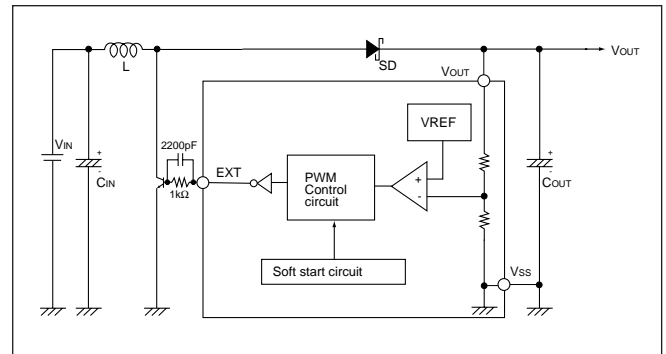 L
SD
VOUT
VOUT
VREF
VIN
+
-
CIN
2200pF
1kΩ
EXT
PWM
Control
circuit
+
-
+
-
COUT
Soft start circuit
VSS